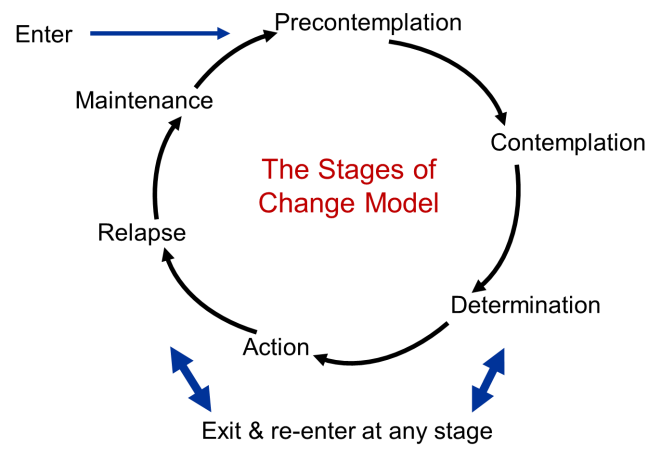 Enter
Precontemplation
Maintenance
Contemplation
The Stages of
Change Model
Relapse
Determination
Action
Exit & re-enter at any stage